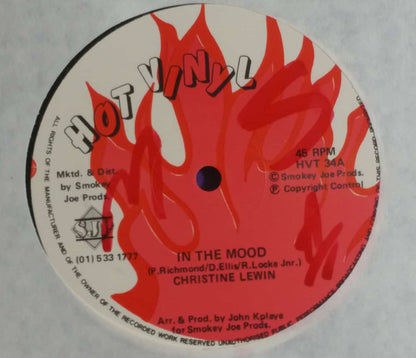 HOT VINYL
Mktd. & Dist.
by Smokey
Joe Prods.
SJP
(01) 533 1777
45 RPM
HVT 34A
© Smokey Joe Prods.
℗ Copyright Control
IN THE MOOD
(P.Richmond/D.Ellis/R.Locke Jnr.)
CHRISTINE LEWIN
Arr. & Prod. by John Kpiaye
for Smokey Joe Prods.
ALL RIGHTS OF THE MANUFACTURER AND OF THE OWNER OF THE RECORDED WORK RESERVED UNAUTHORISED PUBLIC PERFORMANCE BROADCASTING